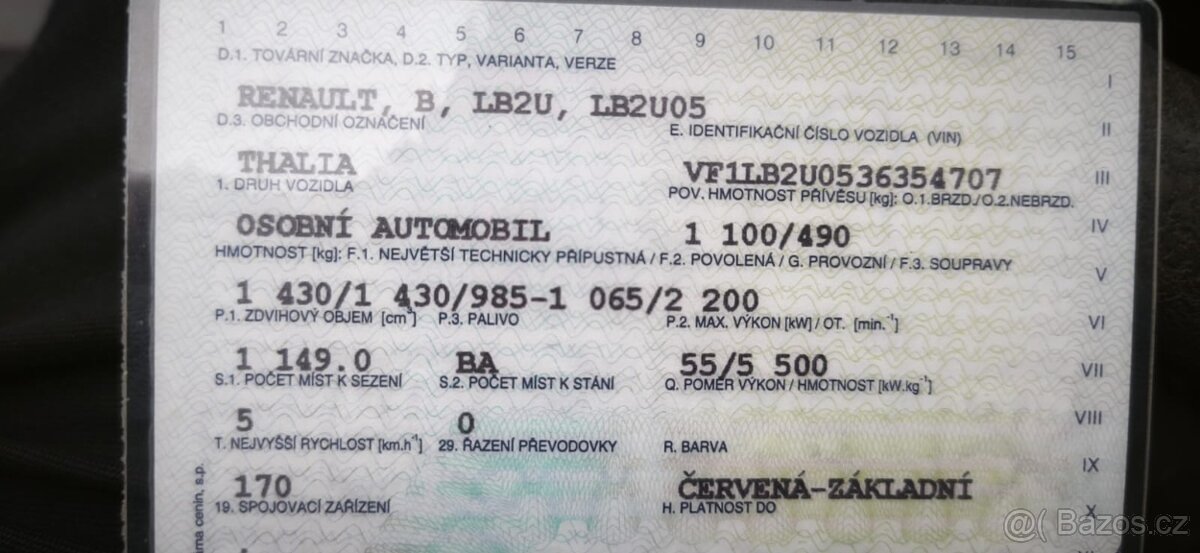 1 2 3 4 5 6 7 8 9 10 11 12 13 14 15
D.1. TOVÁRNÍ ZNAČKA, D.2. TYP, VARIANTA, VERZE
I
RENAULT, B, LB2U, LB2U05
D.3. OBCHODNÍ OZNAČENÍ E. IDENTIFIKAČNÍ ČÍSLO VOZIDLA (VIN)
II
THALIA VF1LB2U0536354707
III
1. DRUH VOZIDLA POV. HMOTNOST PŘÍVĚSU [kg]: O.1.BRZD./O.2.NEBRZD.
OSOBNÍ AUTOMOBIL 1 100/490
IV
HMOTNOST [kg]: F.1. NEJVĚTŠÍ TECHNICKY PŘÍPUSTNÁ / F.2. POVOLENÁ / G. PROVOZNÍ / F.3. SOUPRAVY
V
1 430/1 430/985-1 065/2 200
P.1. ZDVIHOVÝ OBJEM [cm³] P.3. PALIVO P.2. MAX. VÝKON [kW] / OT. [min.⁻¹]
VI
1 149.0 BA 55/5 500
VII
S.1. POČET MÍST K SEZENÍ S.2. POČET MÍST K STÁNÍ Q. POMĚR VÝKON / HMOTNOST [kW.kg⁻¹]
5 0
VIII
T. NEJVYŠŠÍ RYCHLOST [km.h⁻¹] 29. ŘAZENÍ PŘEVODOVKY R. BARVA
IX
170 ČERVENÁ-ZÁKLADNÍ
19. SPOJOVACÍ ZAŘÍZENÍ H. PLATNOST DO
X
cenin, s.p.
@( Bazos.cz